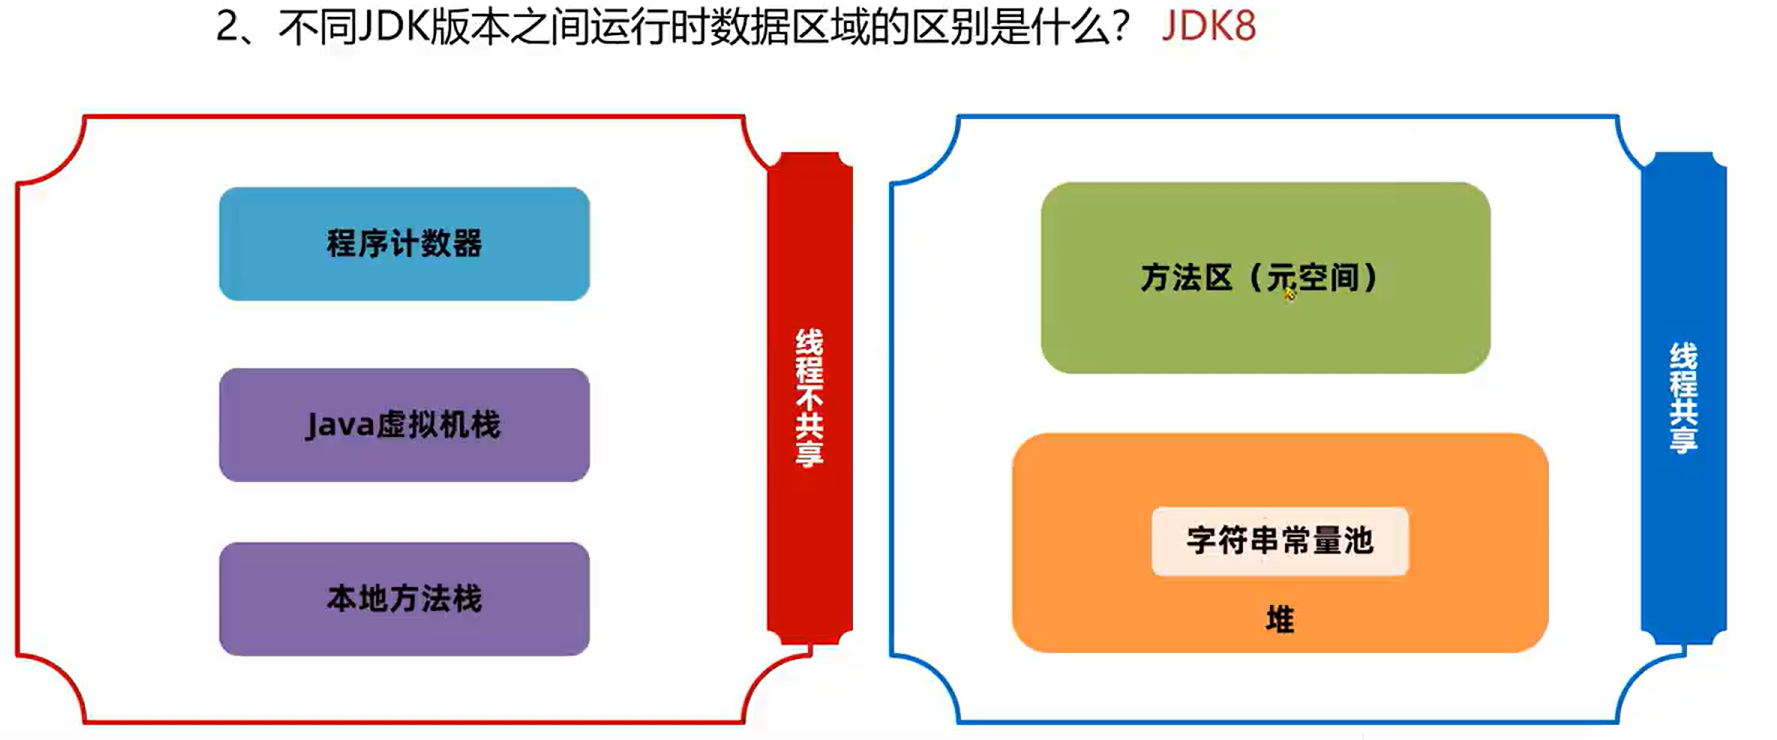 2、不同JDK版本之间运行时数据区域的区别是什么? JDK8
程序计数器
Java虚拟机栈
本地方法栈
线程不共享
方法区（元空间）
字符串常量池
堆
线程共享